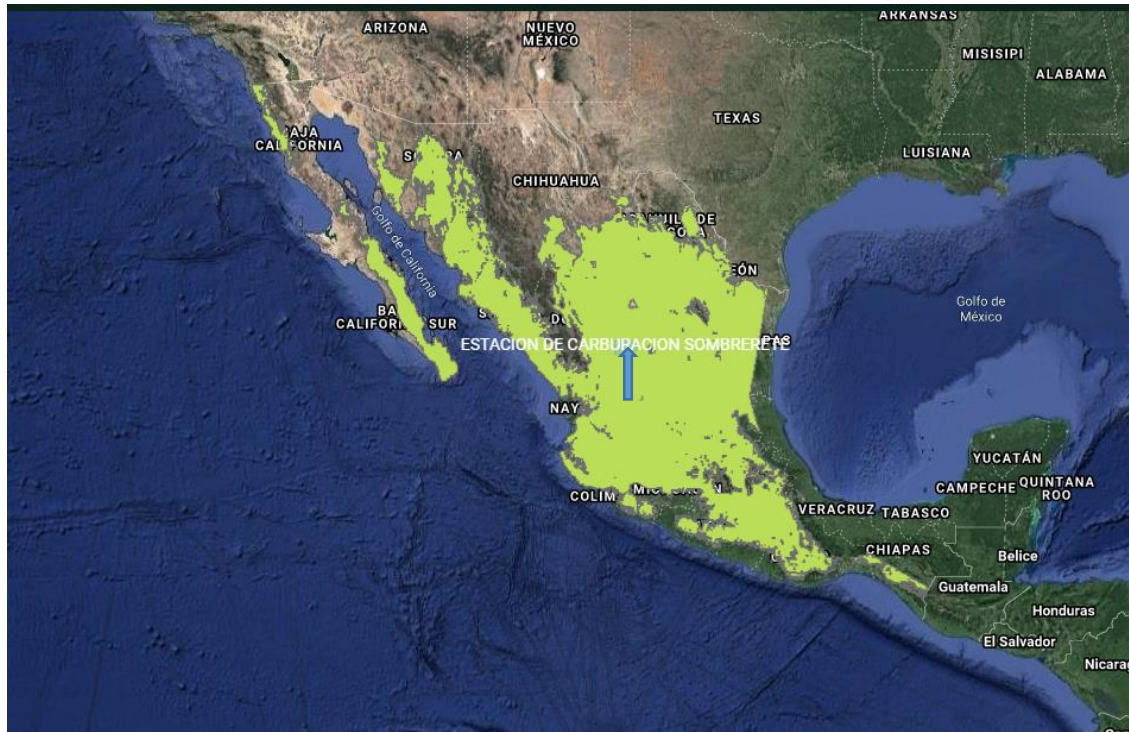 ARKANSAS
ARIZONA
NUEVO
MÉXICO
MISISIPI
ALABAMA
TEXAS
LUISIANA
CALIFORNIA
CHIHUAHUA
Golfo de California
Golfo de
México
CALIFORNIA SUR
ESTACION DE CARBURACION SOMBRERETE
NAY
YUCATÁN
CAMPECHE
QUINTANA
ROO
COLIM
VERACRUZ
TABASCO
CHIAPAS
Belice
Guatemala
Honduras
El Salvador
Nicara